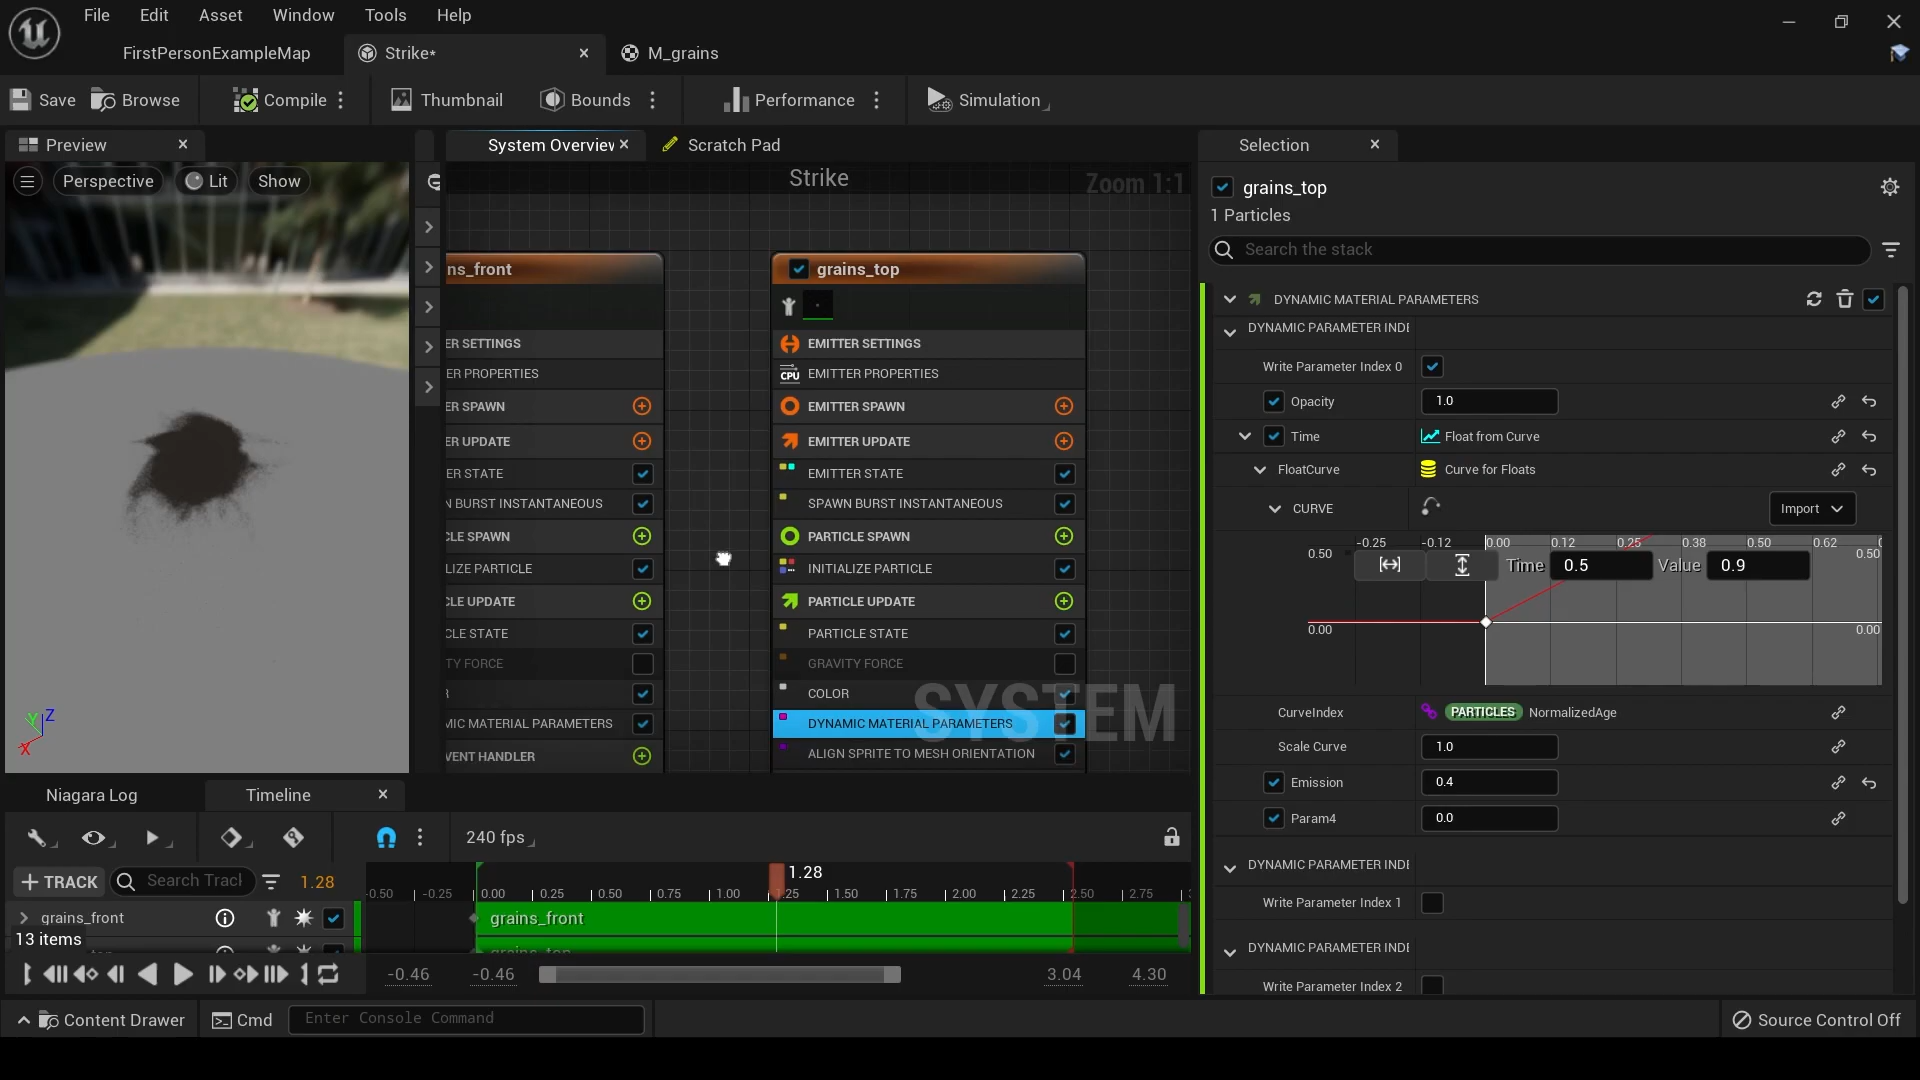 File Edit Asset Window Tools Help
FirstPersonExampleMap Strike* M_grains
Save Browse Compile Thumbnail Bounds Performance Simulation
Preview System Overview Scratch Pad Selection
Perspective Lit Show
Strike
Zoom 1:1
grains_top
1 Particles
Search the stack
ns_front
ER SETTINGS
ER PROPERTIES
ER SPAWN
ER UPDATE
ER STATE
N BURST INSTANTANEOUS
CLE SPAWN
LIZE PARTICLE
CLE UPDATE
CLE STATE
TY FORCE
R
MIC MATERIAL PARAMETERS
VENT HANDLER
grains_top
EMITTER SETTINGS
CPU EMITTER PROPERTIES
EMITTER SPAWN
EMITTER UPDATE
EMITTER STATE
SPAWN BURST INSTANTANEOUS
PARTICLE SPAWN
INITIALIZE PARTICLE
PARTICLE UPDATE
PARTICLE STATE
GRAVITY FORCE
COLOR
DYNAMIC MATERIAL PARAMETERS
ALIGN SPRITE TO MESH ORIENTATION
SYSTEM
DYNAMIC MATERIAL PARAMETERS
DYNAMIC PARAMETER INDE
Write Parameter Index 0
Opacity 1.0
Time Float from Curve
FloatCurve Curve for Floats
CURVE Import
-0.25 -0.12 0.00 0.12 0.25 0.38 0.50 0.62
0.50 0.50
Time 0.5 Value 0.9
0.00 0.00
CurveIndex PARTICLES NormalizedAge
Scale Curve 1.0
Emission 0.4
Param4 0.0
DYNAMIC PARAMETER INDE
Write Parameter Index 1
DYNAMIC PARAMETER INDE
Write Parameter Index 2
Y Z
X
Niagara Log Timeline
240 fps
TRACK Search Track 1.28
1.28
-0.50 -0.25 0.00 0.25 0.50 0.75 1.00 1.25 1.50 1.75 2.00 2.25 2.50 2.75
grains_front grains_front
13 items grains_top
-0.46 -0.46 3.04 4.30
Content Drawer Cmd Enter Console Command Source Control Off